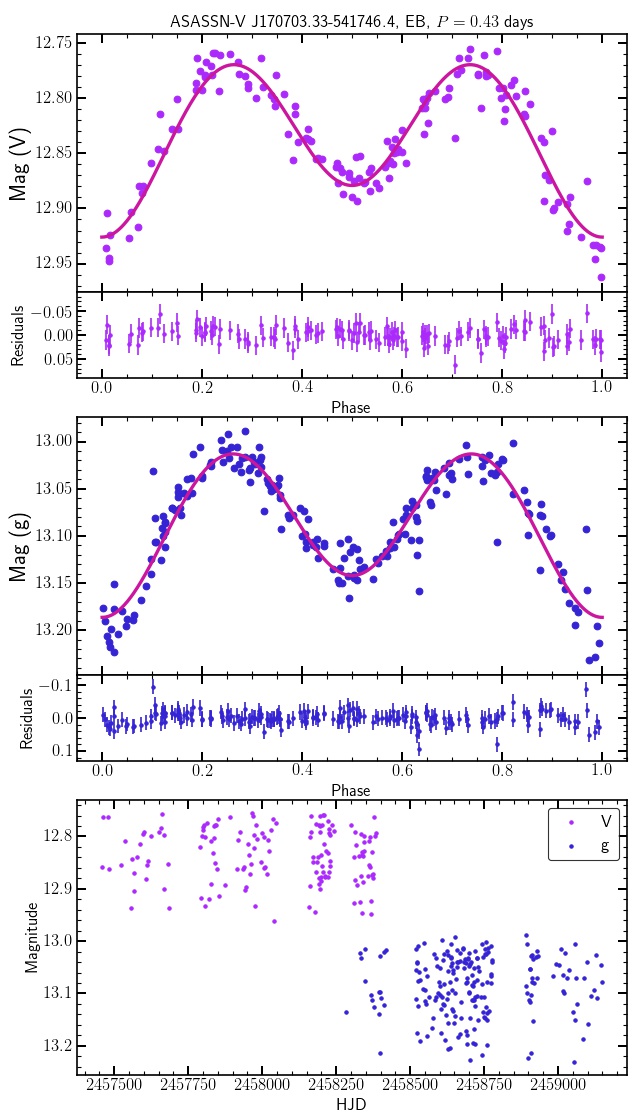 ASASSN-V J170703.33-541746.4, EB, P = 0.43 days
12.75
12.80
12.85
12.90
12.95
Mag (V)
−0.05
0.00
0.05
Residuals
0.0 0.2 0.4 0.6 0.8 1.0
Phase
13.00
13.05
13.10
13.15
13.20
Mag (g)
−0.1
0.0
0.1
Residuals
0.0 0.2 0.4 0.6 0.8 1.0
Phase
V
g
12.8
12.9
13.0
13.1
13.2
Magnitude
2457500 2457750 2458000 2458250 2458500 2458750 2459000
HJD